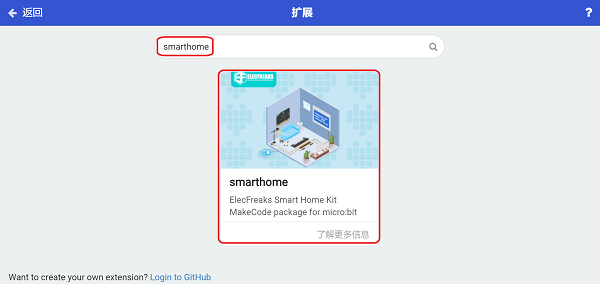 返回
扩展
?
smarthome
ELECFREAKS
smarthome
ElecFreaks Smart Home Kit
MakeCode package for micro:bit
了解更多信息
Want to create your own extension? Login to GitHub